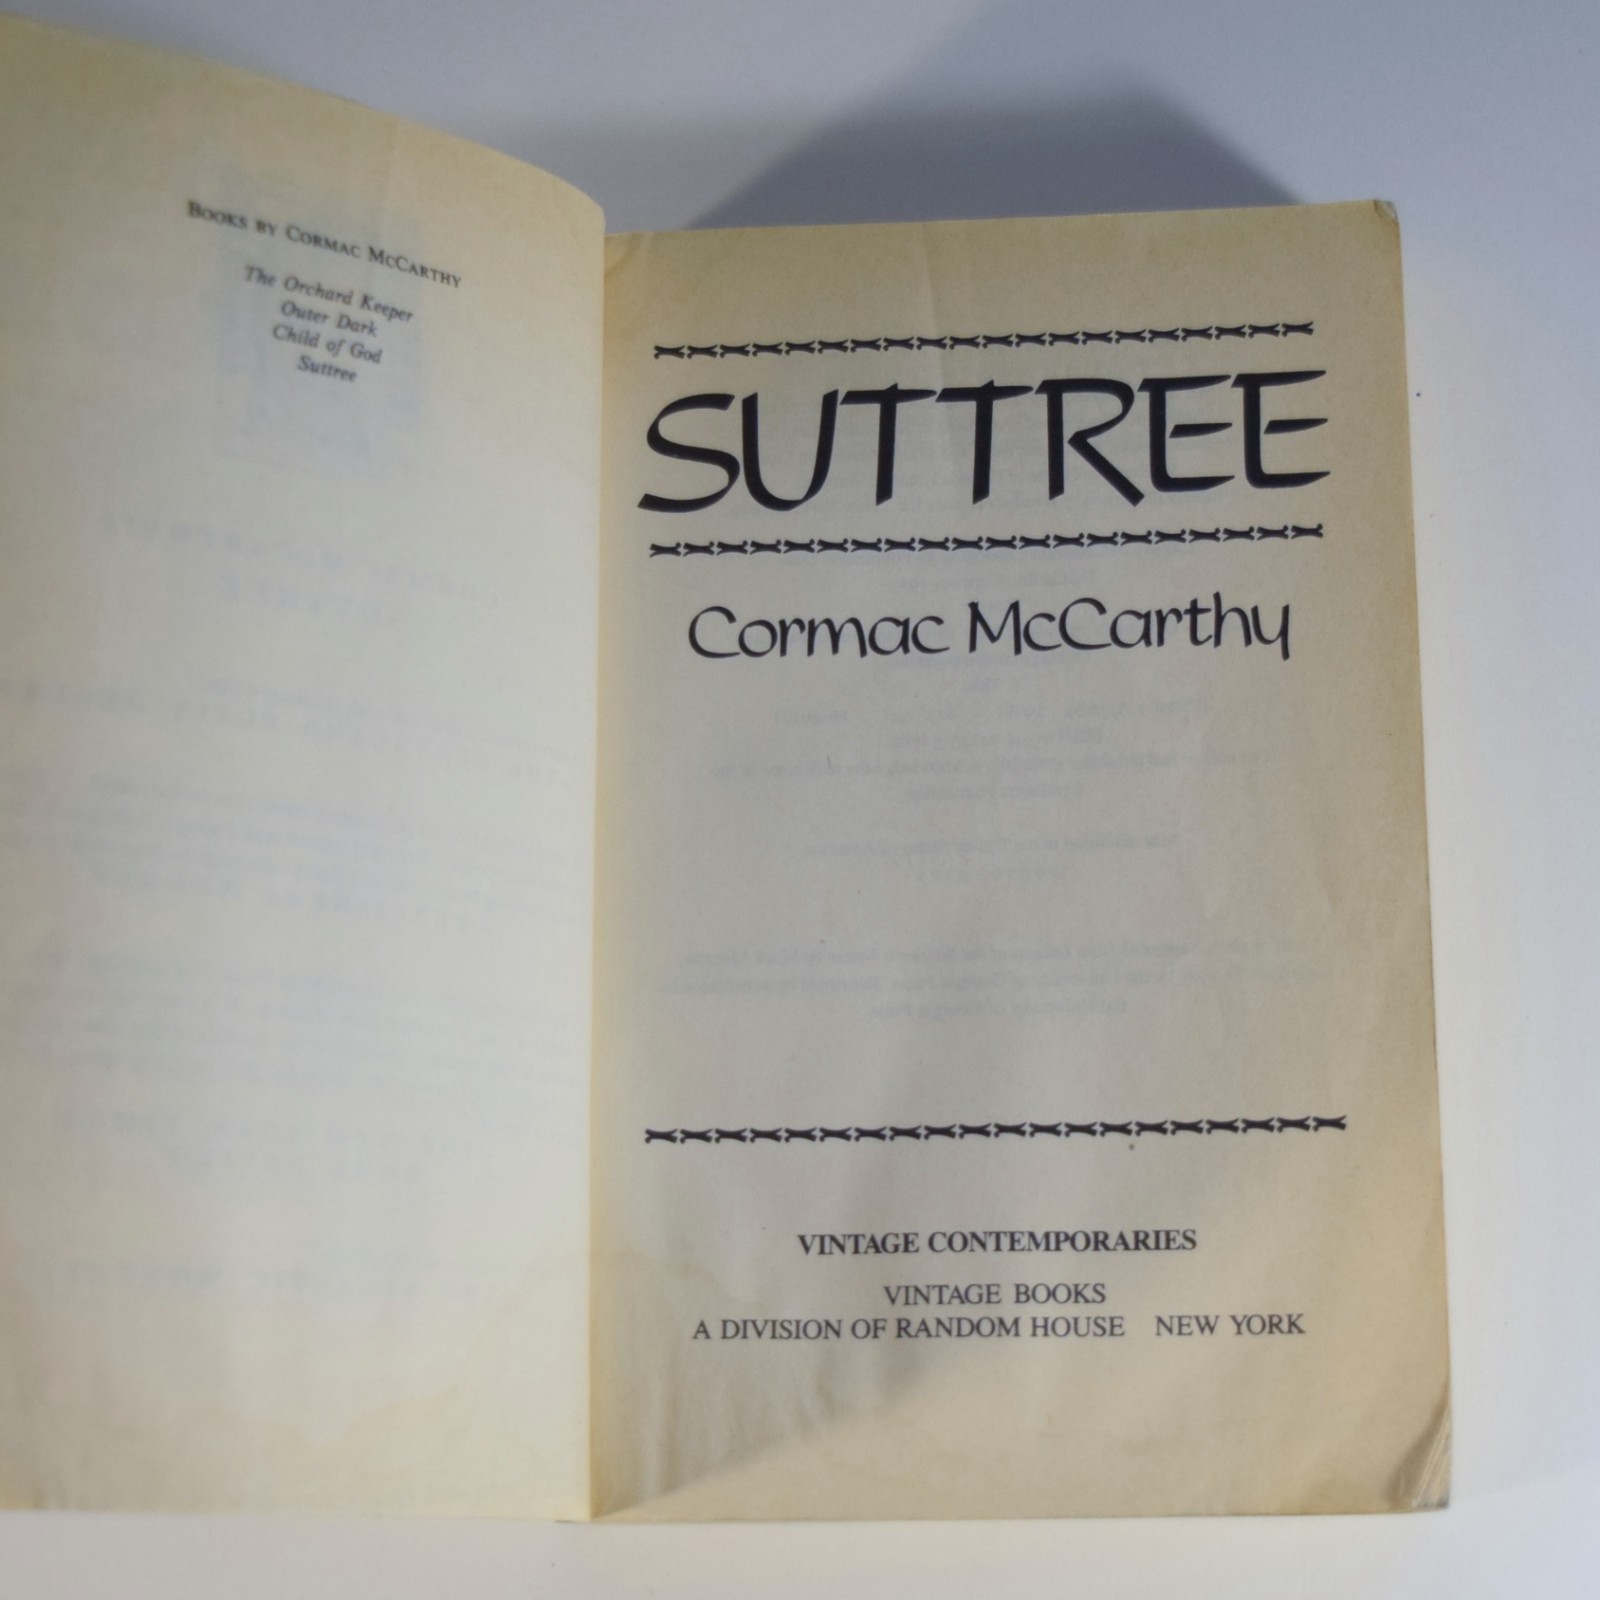 BOOKS BY CORMAC MCCARTHY
The Orchard Keeper
Outer Dark
Child of God
Suttree
SUTTREE
Cormac McCarthy
VINTAGE CONTEMPORARIES
VINTAGE BOOKS
A DIVISION OF RANDOM HOUSE NEW YORK